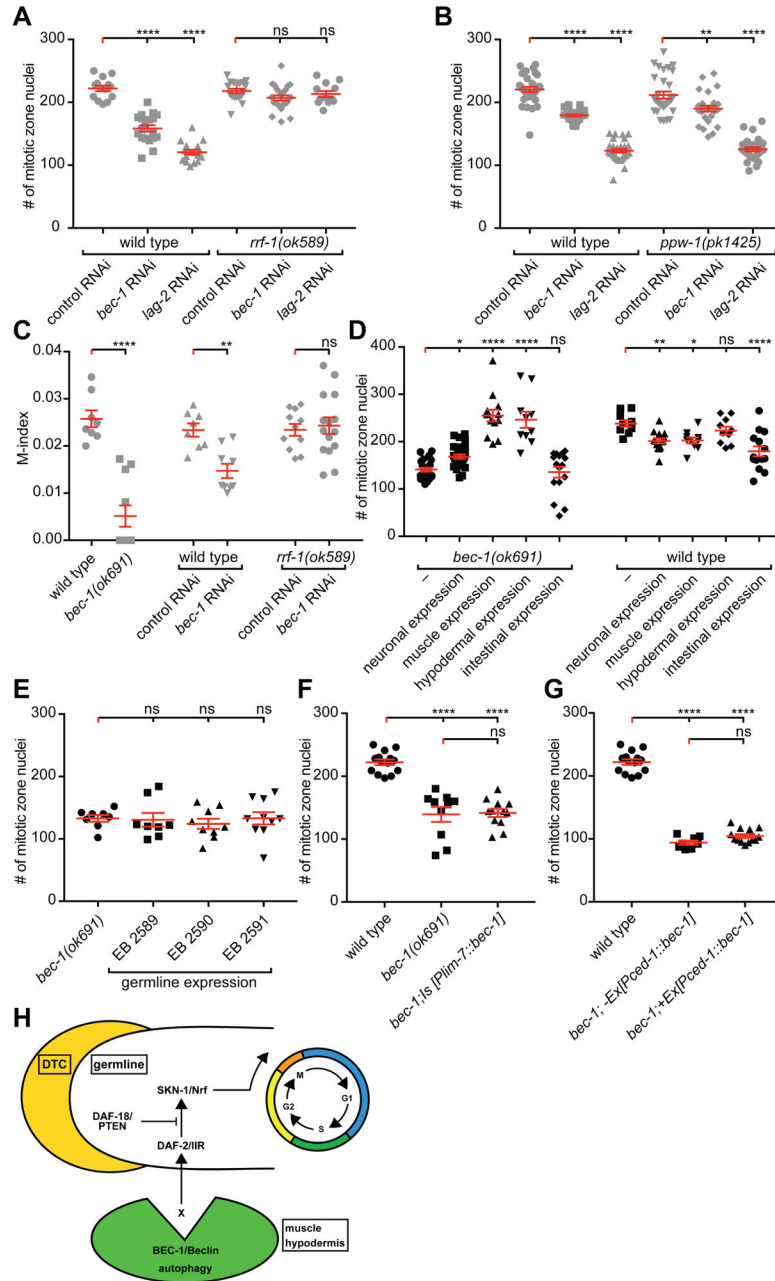 A
B
**** ****
ns ns
**** ****
** ****
300
200
100
0
# of mitotic zone nuclei
300
200
100
0
# of mitotic zone nuclei
wild type
rrf-1(ok589)
control RNAi
bec-1 RNAi
lag-2 RNAi
control RNAi
bec-1 RNAi
lag-2 RNAi
wild type
ppw-1(pk1425)
control RNAi
bec-1 RNAi
lag-2 RNAi
control RNAi
bec-1 RNAi
lag-2 RNAi
C
D
****
**
ns
0.04
0.03
0.02
0.01
0.00
M-index
wild type
bec-1(ok691)
wild type
rrf-1(ok589)
control RNAi
bec-1 RNAi
control RNAi
bec-1 RNAi
* **** **** ns
** * ns ****
400
300
200
100
0
# of mitotic zone nuclei
bec-1(ok691)
wild type
–
neuronal expression
muscle expression
hypodermal expression
intestinal expression
–
neuronal expression
muscle expression
hypodermal expression
intestinal expression
E
F
G
ns ns ns
300
200
100
0
# of mitotic zone nuclei
bec-1(ok691)
EB 2589
EB 2590
EB 2591
germline expression
**** ****
ns
300
200
100
0
# of mitotic zone nuclei
wild type
bec-1(ok691)
bec-1;Is [Plim-7::bec-1]
**** ****
ns
300
200
100
0
# of mitotic zone nuclei
wild type
bec-1; -Ex[Pced-1::bec-1]
bec-1;+Ex[Pced-1::bec-1]
H
DTC
germline
SKN-1/Nrf
DAF-18/
PTEN
DAF-2/IIR
M
G1
S
G2
X
BEC-1/Beclin
autophagy
muscle
hypodermis